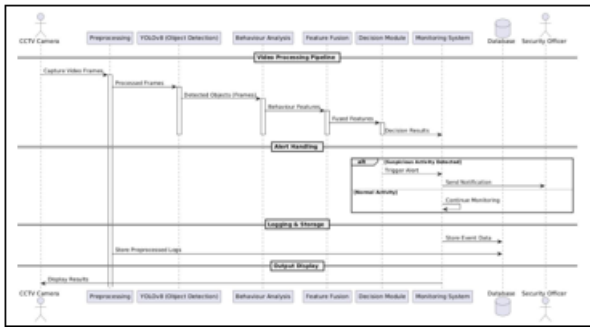 CCTV Camera
Preprocessing
YOLOv8 (Object Detection)
Behaviour Analysis
Feature Fusion
Decision Module
Monitoring System
Database
Security Officer
Video Processing Pipeline
Capture Video Frames
Processed Frames
Detected Objects (Frames)
Behaviour Features
Fused Features
Decision Results
Alert Handling
alt
[Suspicious Activity Detected]
Trigger Alert
Send Notification
[Normal Activity]
Continue Monitoring
Logging & Storage
Store Event Data
Store Preprocessed Logs
Output Display
Display Results
CCTV Camera
Preprocessing
YOLOv8 (Object Detection)
Behaviour Analysis
Feature Fusion
Decision Module
Monitoring System
Database
Security Officer